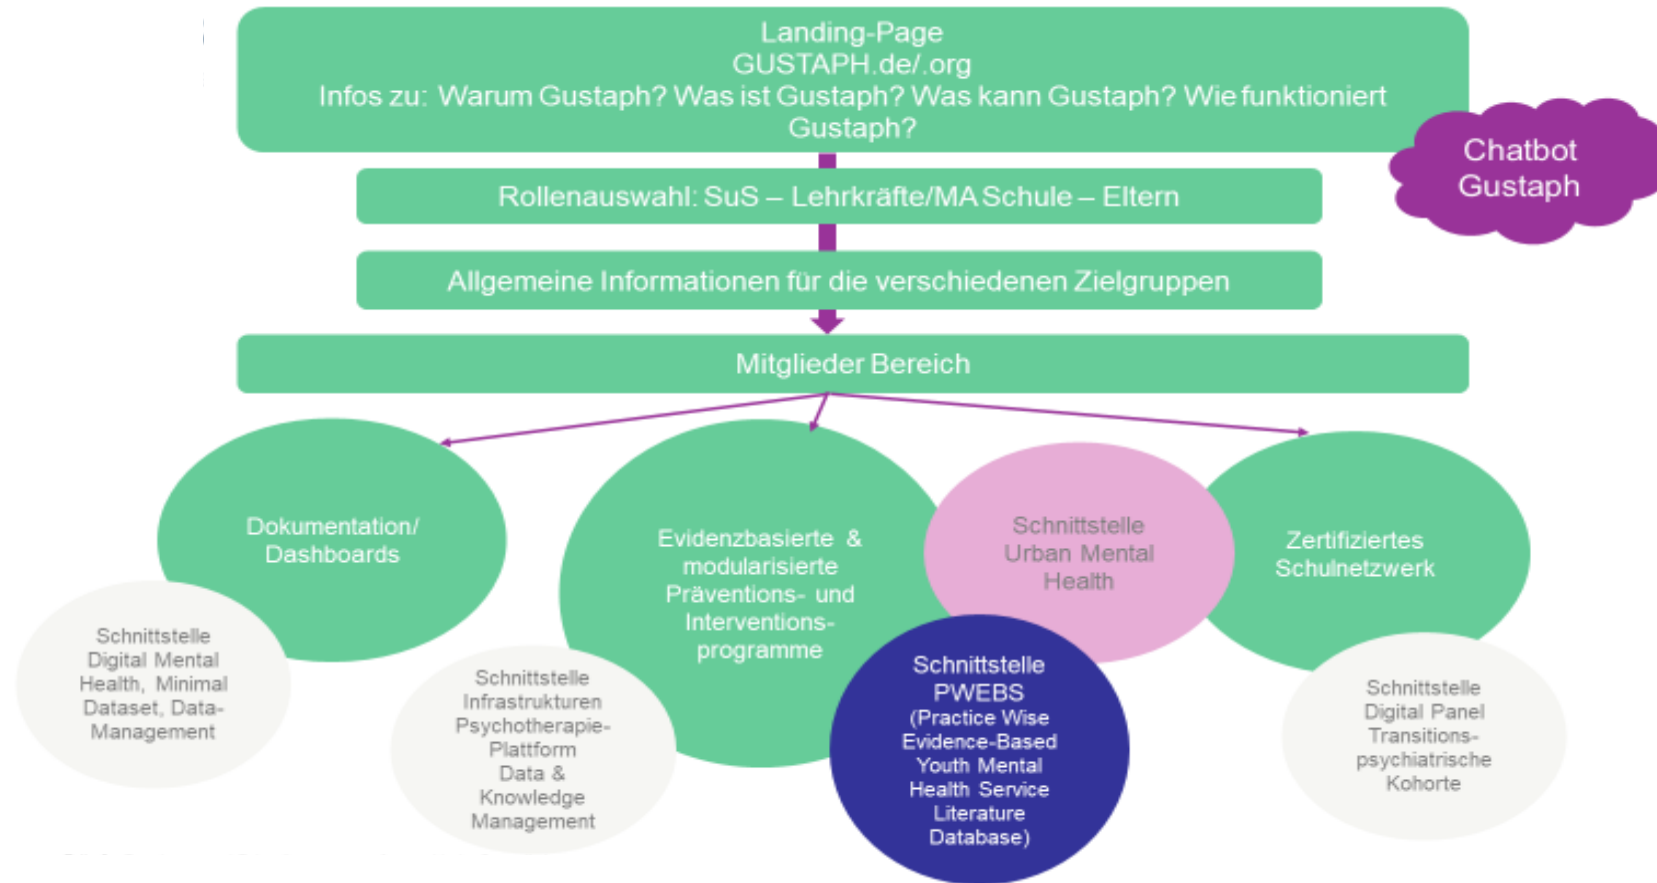 Landing-Page
GUSTAPH.de/.org
Infos zu: Warum Gustaph? Was ist Gustaph? Was kann Gustaph? Wie funktioniert
Gustaph?
Chatbot
Gustaph
Rollenauswahl: SuS – Lehrkräfte/MA Schule – Eltern
Allgemeine Informationen für die verschiedenen Zielgruppen
Mitglieder Bereich
Dokumentation/
Dashboards
Evidenzbasierte &
modularisierte
Präventions- und
Interventions-
programme
Schnittstelle
Urban Mental
Health
Zertifiziertes
Schulnetzwerk
Schnittstelle
Digital Mental
Health, Minimal
Dataset, Data-
Management
Schnittstelle
Infrastrukturen
Psychotherapie-
Plattform
Data &
Knowledge
Management
Schnittstelle
PWEBS
(Practice Wise
Evidence-Based
Youth Mental
Health Service
Literature
Database)
Schnittstelle
Digital Panel
Transitions-
psychiatrische
Kohorte